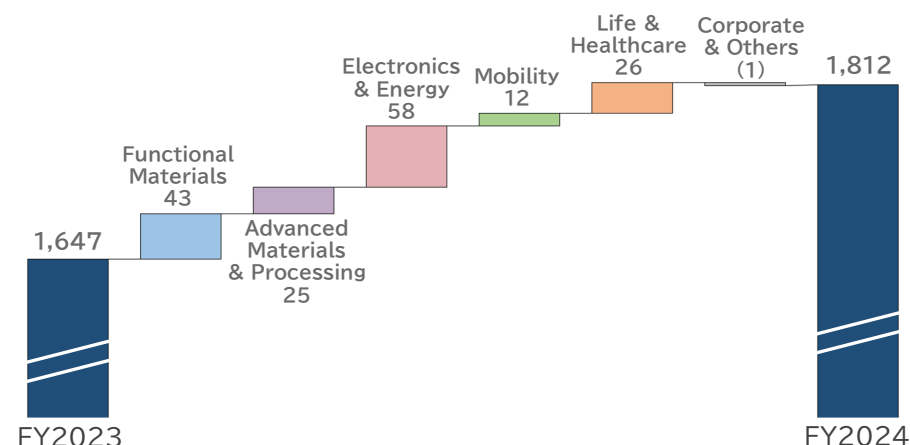 1,647
Functional
Materials
43
Advanced
Materials
& Processing
25
Electronics
& Energy
58
Mobility
12
Life &
Healthcare
26
Corporate
& Others
(1)
1,812
FY2023
FY2024